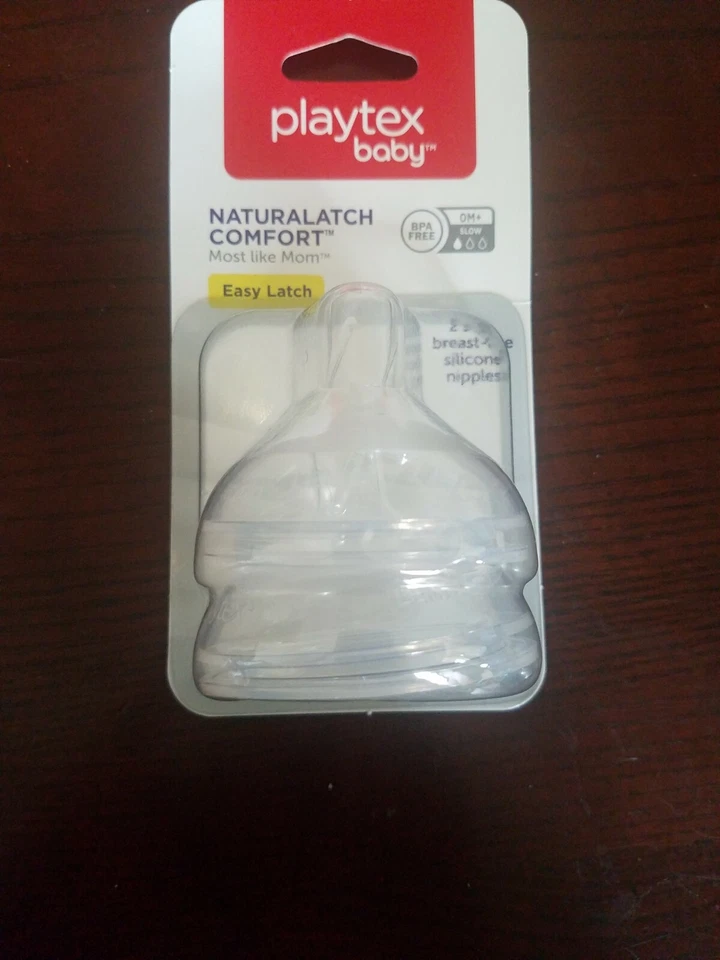 playtex
baby™
NATURALATCH
COMFORT™
Most like Mom™
Easy Latch
BPA
FREE
0M+
SLOW
silicone
nipples